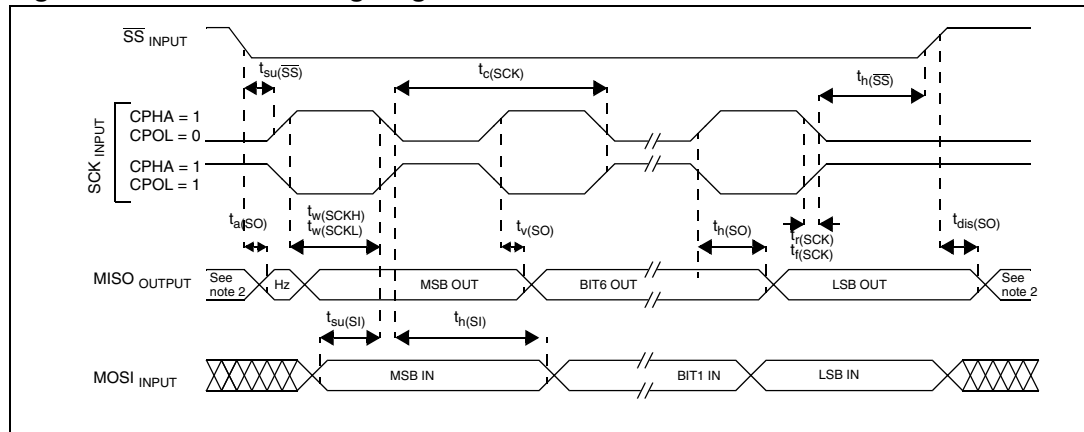 SS INPUT
tsu(SS)
tc(SCK)
th(SS)
SCK INPUT
CPHA = 1
CPOL = 0
CPHA = 1
CPOL = 1
ta(SO)
tw(SCKH)
tw(SCKL)
tv(SO)
th(SO)
tr(SCK)
tf(SCK)
tdis(SO)
MISO OUTPUT
See note 2
Hz
MSB OUT
BIT6 OUT
LSB OUT
See note 2
tsu(SI)
th(SI)
MOSI INPUT
MSB IN
BIT1 IN
LSB IN